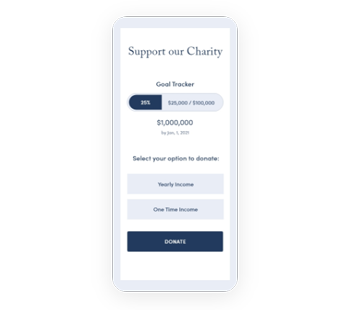 Support our Charity
Goal Tracker
25%
$25,000 / $100,000
$1,000,000
by Jan, 1, 2021
Select your option to donate:
Yearly Income
One Time Income
DONATE